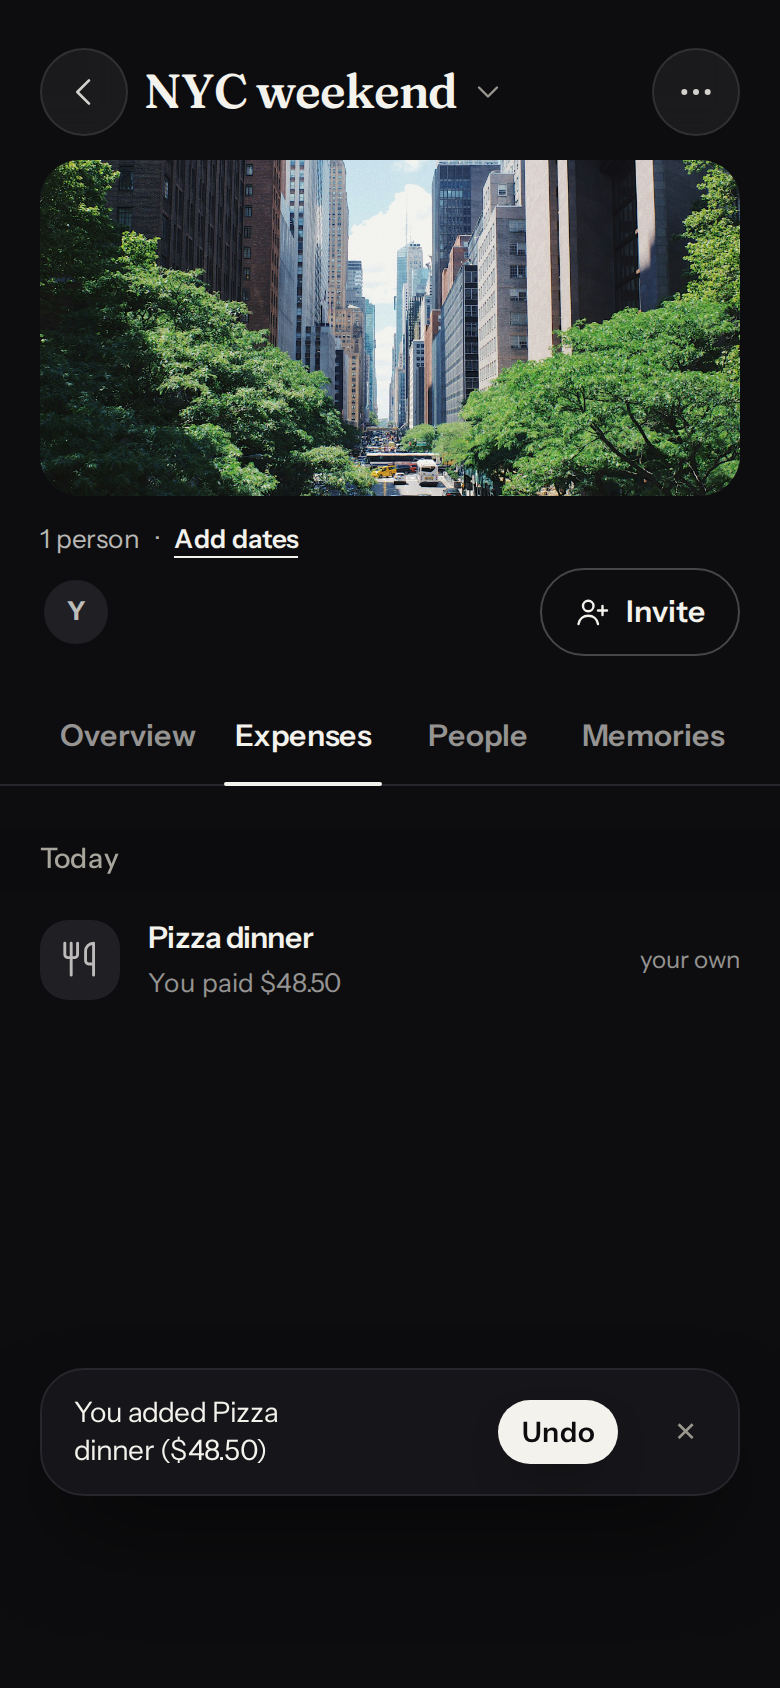 NYC weekend
1 person · Add dates
Y
Invite
Overview Expenses People Memories
Today
Pizza dinner
You paid $48.50
your own
You added Pizza
dinner ($48.50)
Undo